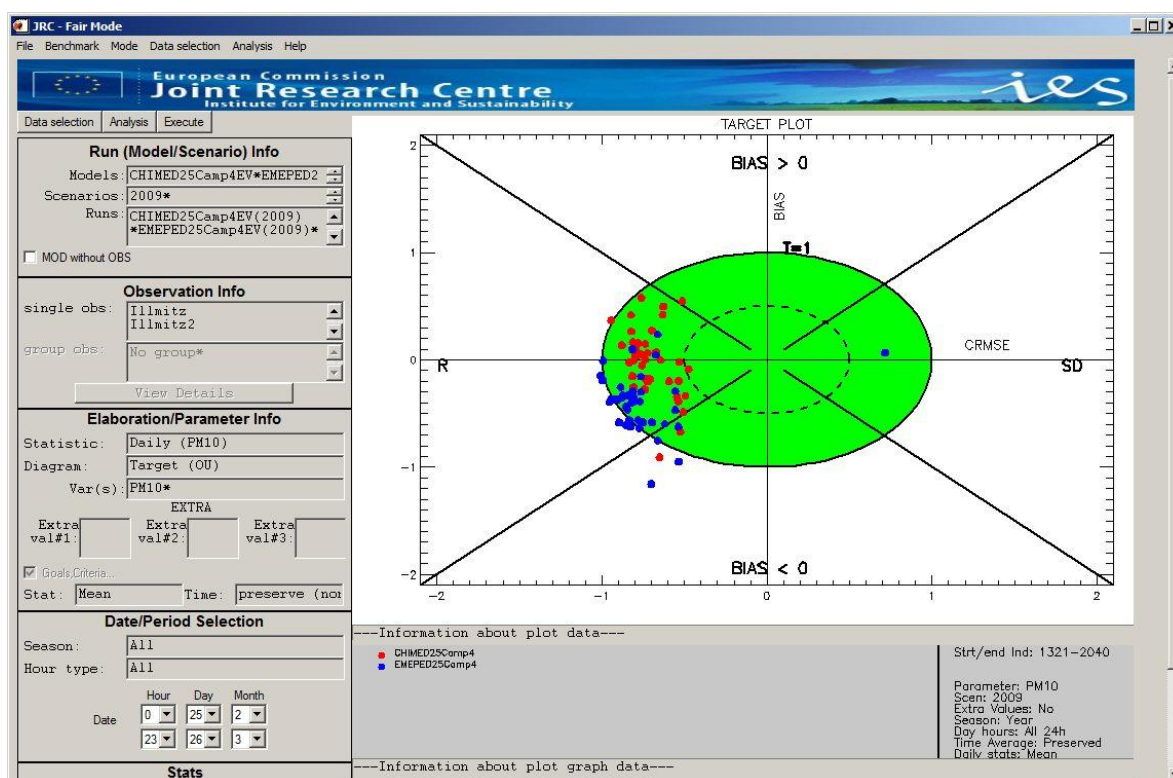 JRC - Fair Mode
File Benchmark Mode Data selection Analysis Help
European Commission
Joint Research Centre
Institute for Environment and Sustainability
ies
Data selection Analysis Execute
Run (Model/Scenario) Info
Models: CHIMED25Camp4EV*EMEPED2
Scenarios: 2009*
Runs: CHIMED25Camp4EV(2009)
*EMEPED25Camp4EV(2009)*
MOD without OBS
Observation Info
single obs: Illmitz
Illmitz2
group obs: No group*
View Details
Elaboration/Parameter Info
Statistic: Daily (PM10)
Diagram: Target (OU)
Var(s): PM10*
EXTRA
Extra val#1: Extra val#2: Extra val#3:
Goals,Criteria...
Stat: Mean Time: preserve (nor
Date/Period Selection
Season: All
Hour type: All
Hour Day Month
Date 0 25 2
23 26 3
Stats
TARGET PLOT
BIAS > 0
BIAS
T=1
CRMSE
R
SD
BIAS < 0
2
1
0
-1
-2
-2 -1 0 1 2
---Information about plot data---
CHIMED25Camp4
EMEPED25Camp4
Strt/end Ind: 1321-2040
Parameter: PM10
Scen: 2009
Extra Values: No
Season: Year
Day hours: All 24h
Time Average: Preserved
Daily stats: Mean
---Information about plot graph data---